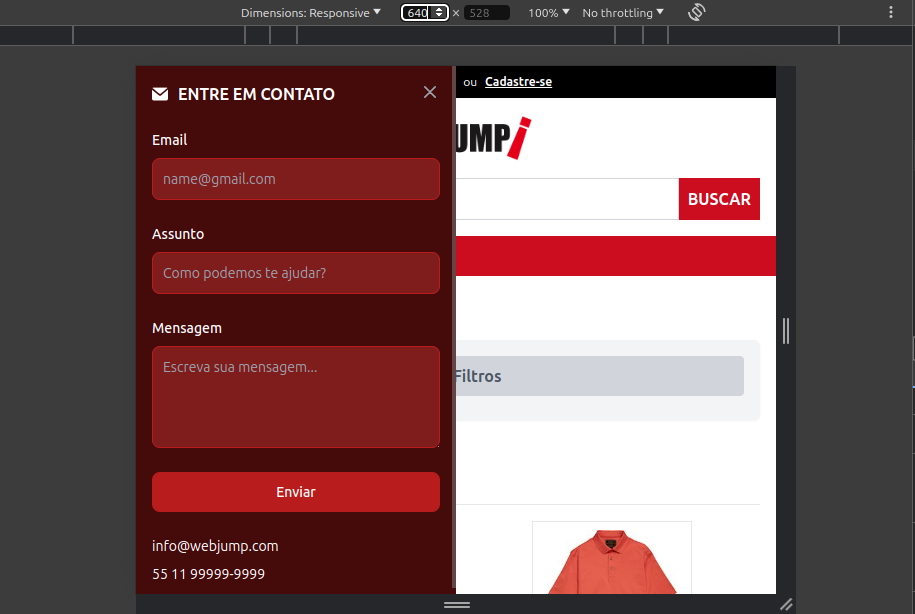 Dimensions: Responsive 640 × 528 100% No throttling
ENTRE EM CONTATO
Email
name@gmail.com
Assunto
Como podemos te ajudar?
Mensagem
Escreva sua mensagem...
Enviar
info@webjump.com
55 11 99999-9999
ou Cadastre-se
UMP!
BUSCAR
Filtros